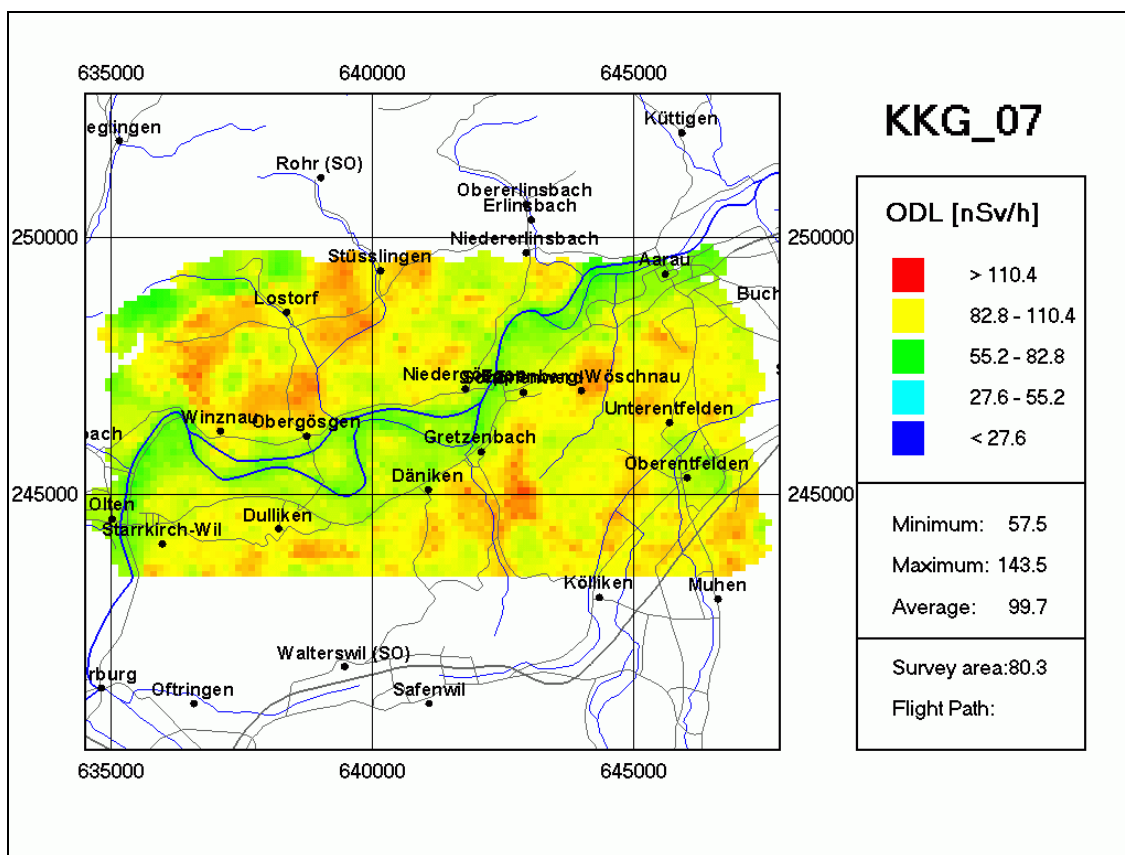 635000 640000 645000
KKG_07
eglingen
Küttigen
Rohr (SO)
Obererlinsbach
Erlinsbach
ODL [nSv/h]
250000 Niedererlinsbach 250000
Stüsslingen
Aarau
> 110.4
Buch
Lostorf
82.8 - 110.4
55.2 - 82.8
Wöschnau
27.6 - 55.2
Unterentfelden
Winznau
Obergösgen
bach
Gretzenbach
< 27.6
Oberentfelden
Däniken
245000 245000
Olten
Dulliken
Starrkirch-Wil
Minimum: 57.5
Maximum: 143.5
Kölliken
Muhen
Average: 99.7
Walterswil (SO)
Survey area:80.3
rburg
Oftringen
Safenwil
Flight Path:
635000 640000 645000